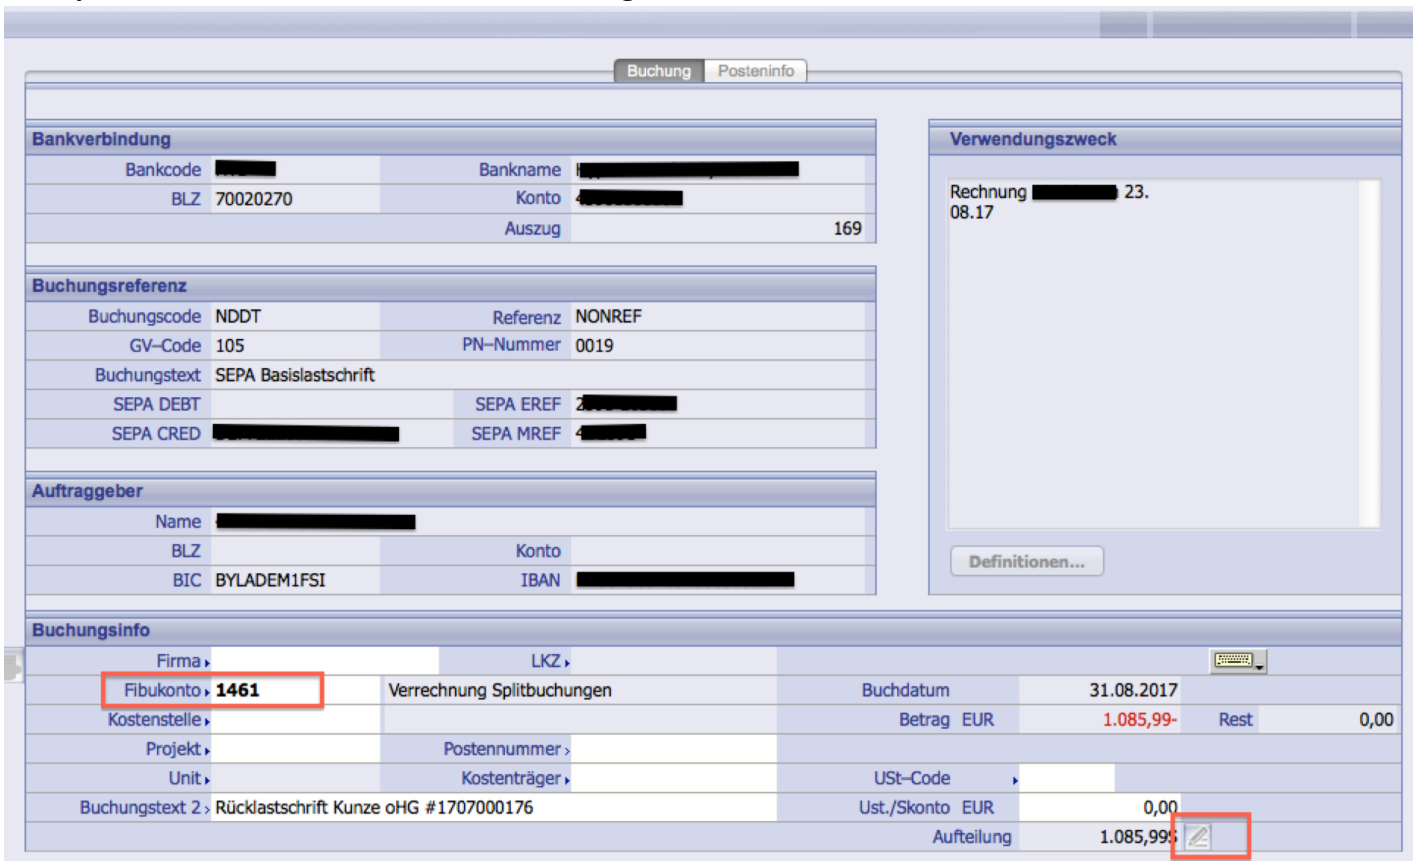 Buchung Posteninfo
Bankverbindung
Bankcode Bankname
BLZ 70020270 Konto
Auszug 169
Verwendungszweck
Rechnung 23.
08.17
Buchungsreferenz
Buchungscode NDDT Referenz NONREF
GV–Code 105 PN–Nummer 0019
Buchungstext SEPA Basislastschrift
SEPA DEBT SEPA EREF
SEPA CRED SEPA MREF
Auftraggeber
Name
BLZ Konto
BIC BYLADEM1FSI IBAN
Definitionen...
Buchungsinfo
Firma LKZ
Fibukonto 1461 Verrechnung Splitbuchungen Buchdatum 31.08.2017
Kostenstelle Betrag EUR 1.085,99- Rest 0,00
Projekt Postennummer
Unit Kostenträger USt–Code
Buchungstext 2 Rücklastschrift Kunze oHG #1707000176 Ust./Skonto EUR 0,00
Aufteilung 1.085,99S